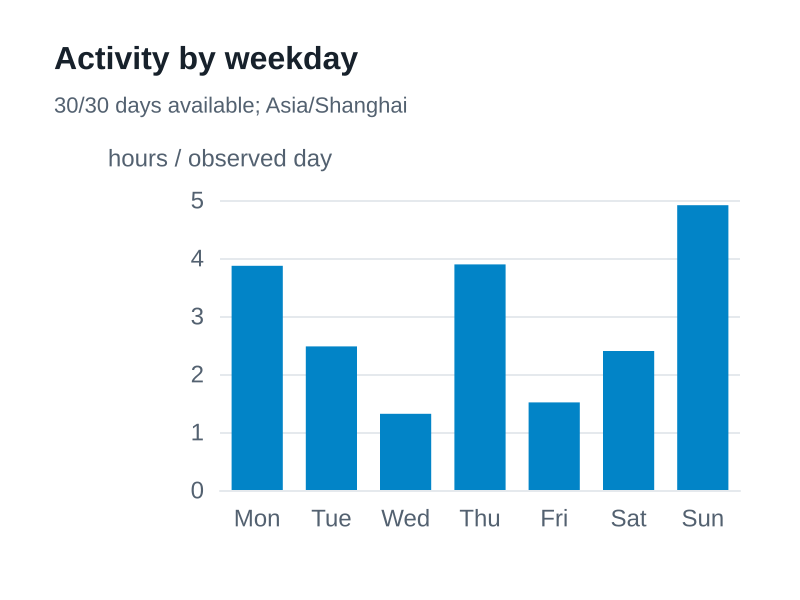 Activity by weekday
30/30 days available; Asia/Shanghai
hours / observed day
5
4
3
2
1
0
Mon Tue Wed Thu Fri Sat Sun